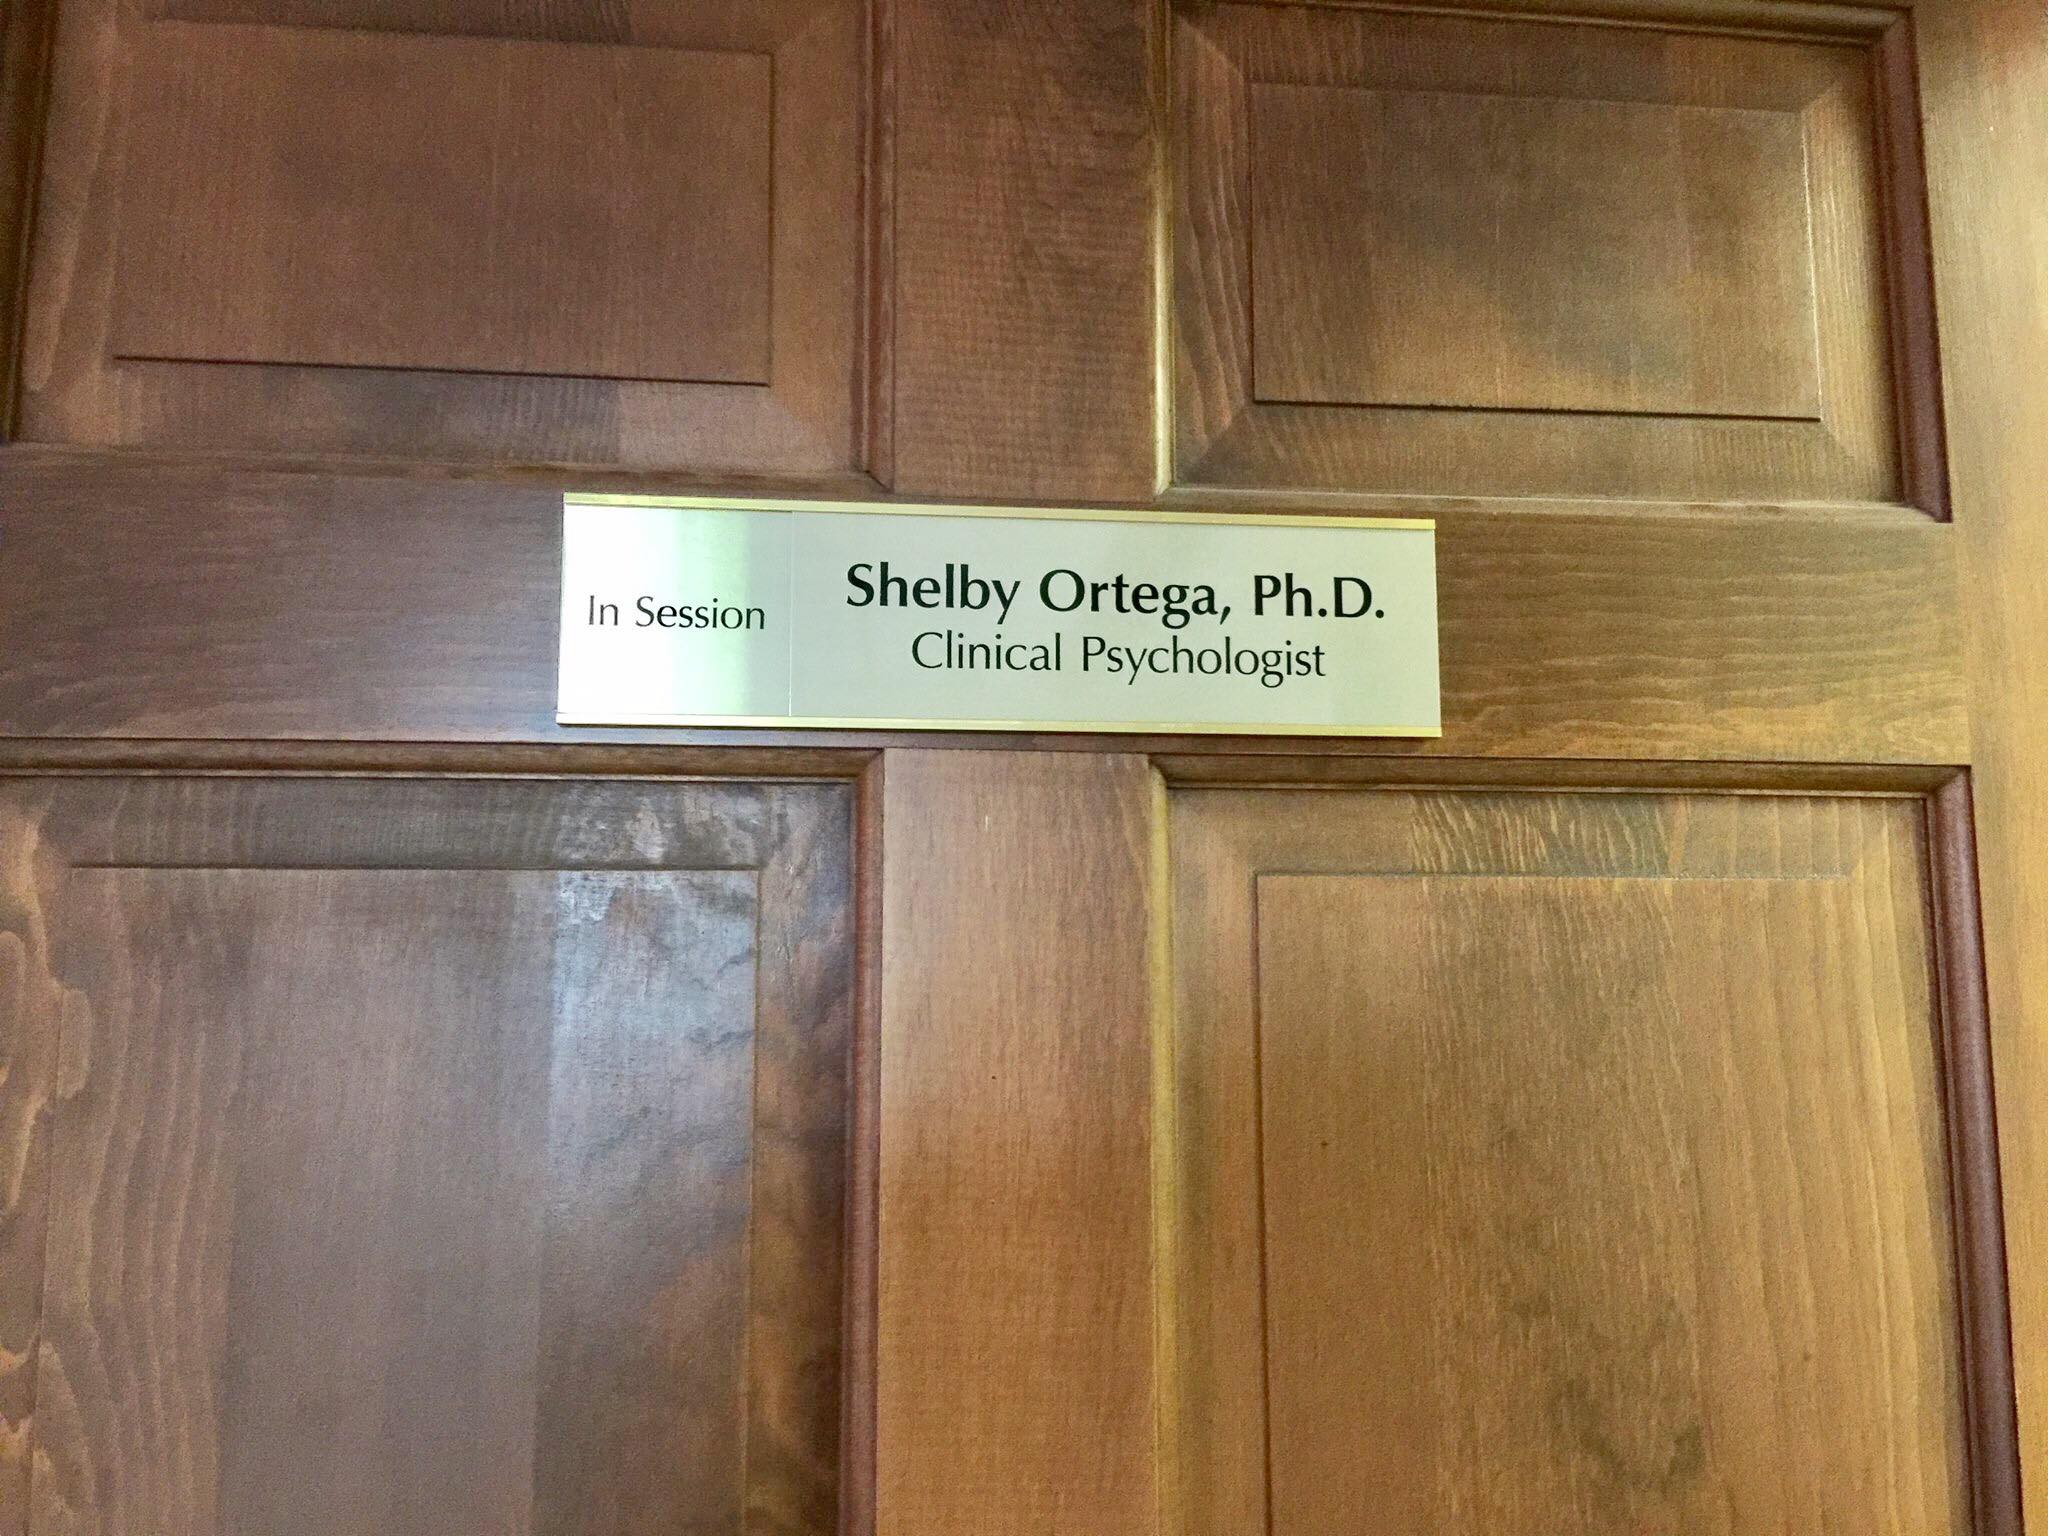 In Session
Shelby Ortega, Ph.D.
Clinical Psychologist